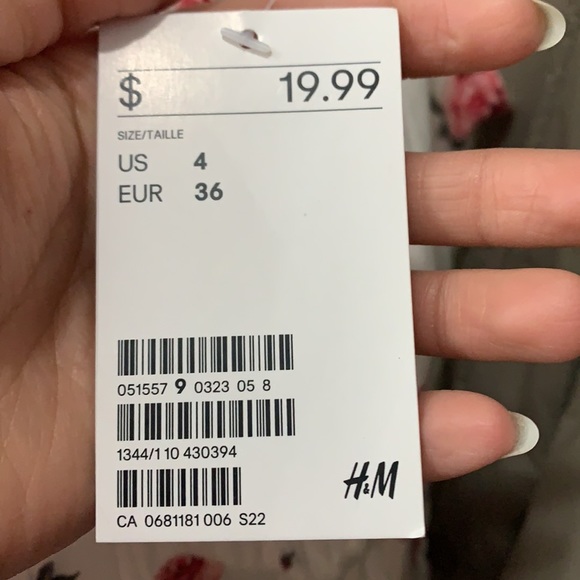 $ 19.99
SIZE/TAILLE
US 4
EUR 36
051557 9 0323 05 8
1344/1 10 430394
H&M
CA 0681181 006 S22